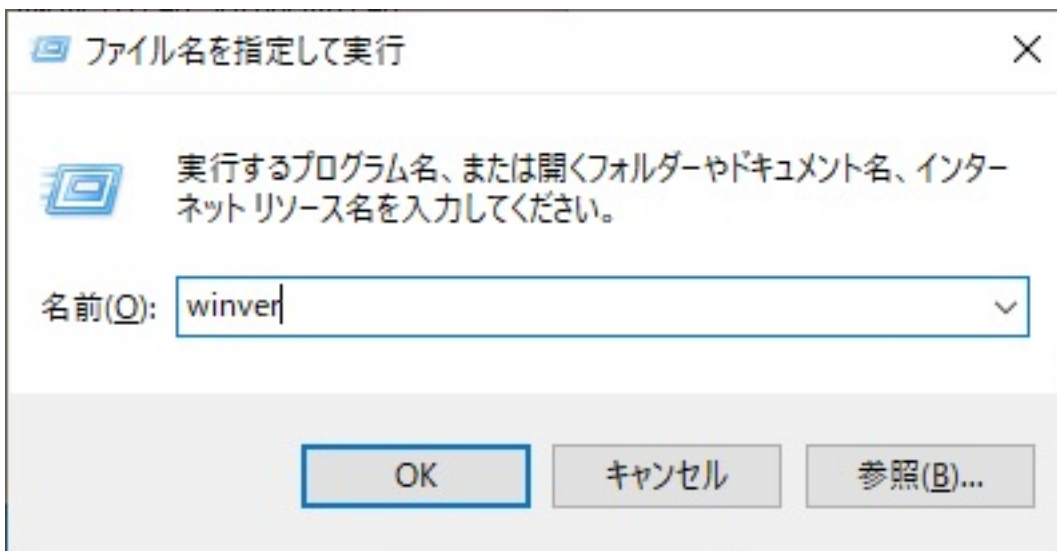 ファイル名を指定して実行
実行するプログラム名、または開くフォルダーやドキュメント名、インター
ネット リソース名を入力してください。
名前(O): winver
OK キャンセル 参照(B)...